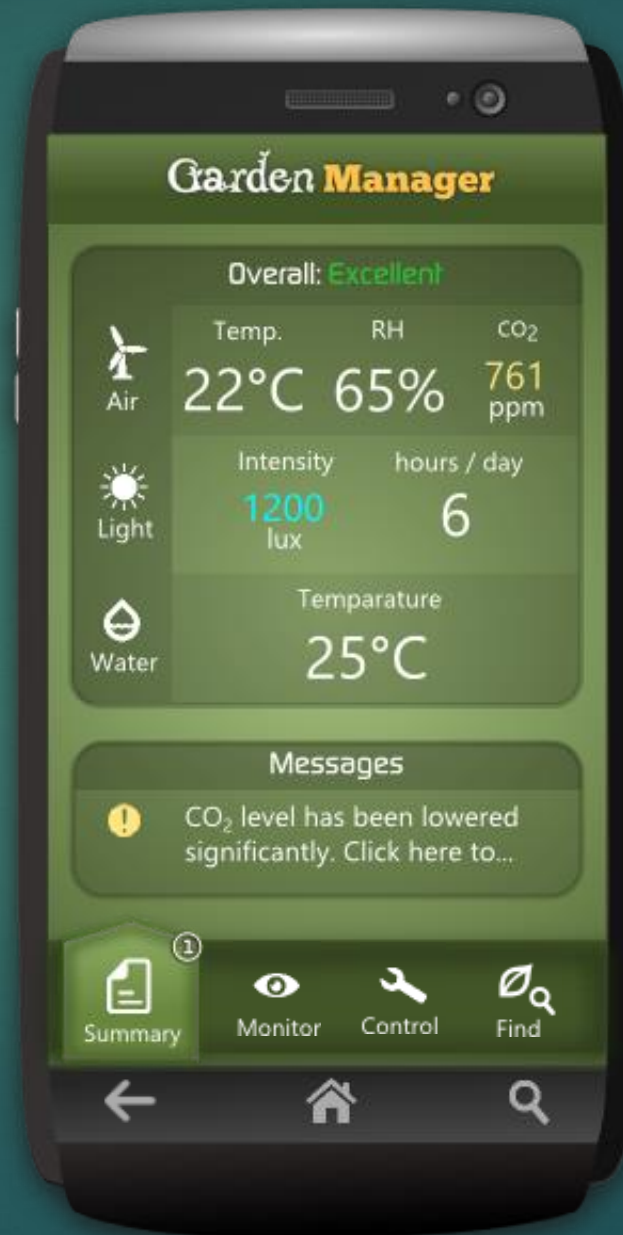 Garden Manager
Overall: Excellent
Temp. RH CO₂
22°C 65% 761
ppm
Air
Intensity hours / day
1200 6
lux
Light
Temparature
25°C
Water
Messages
CO₂ level has been lowered
significantly. Click here to...
1
Summary Monitor Control Find